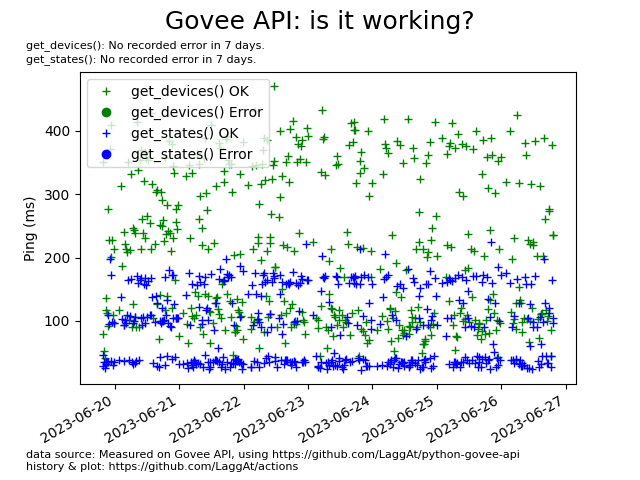 Govee API: is it working?
get_devices(): No recorded error in 7 days.
get_states(): No recorded error in 7 days.
get_devices() OK
get_devices() Error
get_states() OK
get_states() Error
Ping (ms)
400
300
200
100
2023-06-20
2023-06-21
2023-06-22
2023-06-23
2023-06-24
2023-06-25
2023-06-26
2023-06-27
data source: Measured on Govee API, using https://github.com/LaggAt/python-govee-api
history & plot: https://github.com/LaggAt/actions